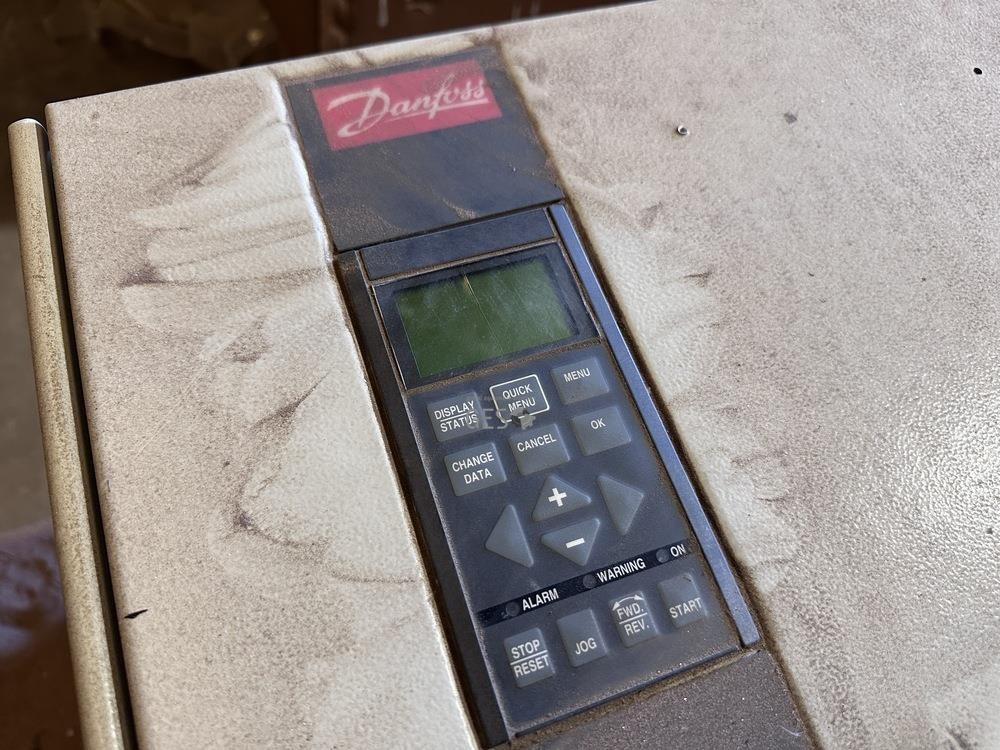 Danfoss
DISPLAY
STATUS
QUICK
MENU
MENU
CHANGE
DATA
CANCEL
OK
+
-
ALARM
WARNING
ON
STOP
RESET
JOG
FWD.
REV.
START